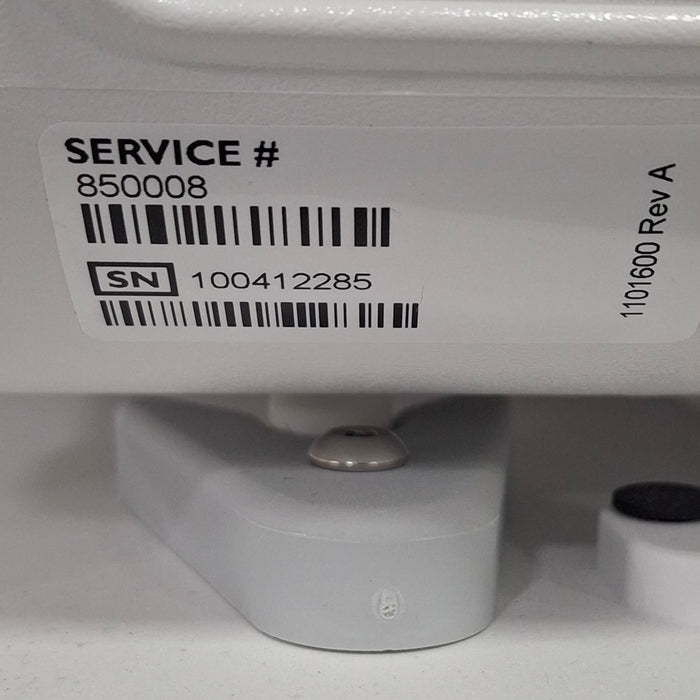 SERVICE #
850008
SN 100412285
1101600 Rev A